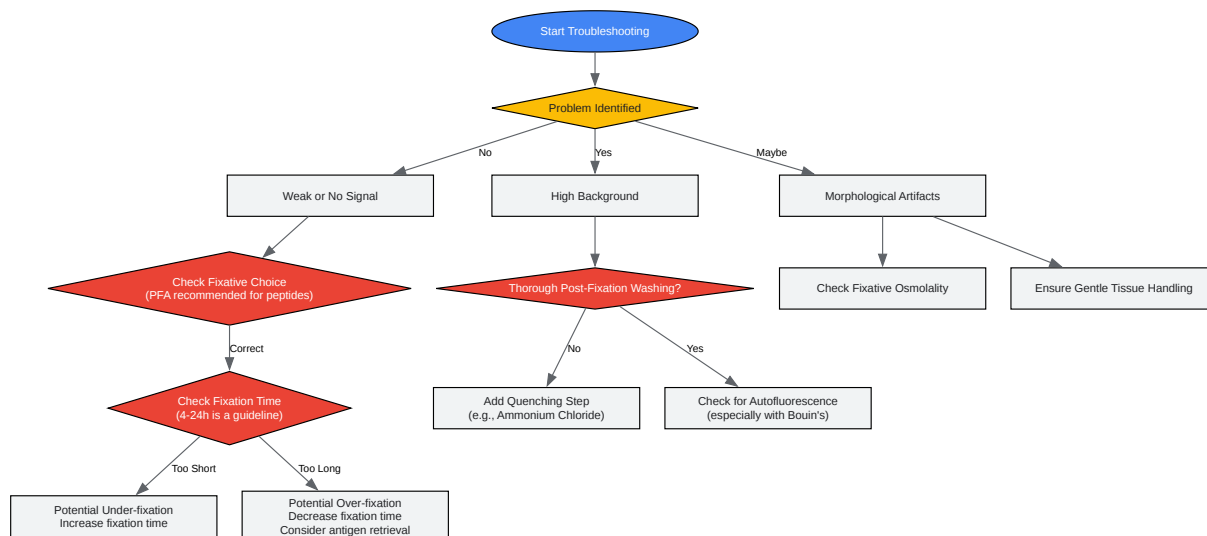 Start Troubleshooting
Problem Identified
No
Yes
Maybe
Weak or No Signal
High Background
Morphological Artifacts
Check Fixative Choice
(PFA recommended for peptides)
Thorough Post-Fixation Washing?
Check Fixative Osmolality
Ensure Gentle Tissue Handling
Correct
No
Yes
Check Fixation Time
(4-24h is a guideline)
Add Quenching Step
(e.g., Ammonium Chloride)
Check for Autofluorescence
(especially with Bouin's)
Too Short
Too Long
Potential Under-fixation
Increase fixation time
Potential Over-fixation
Decrease fixation time
Consider antigen retrieval